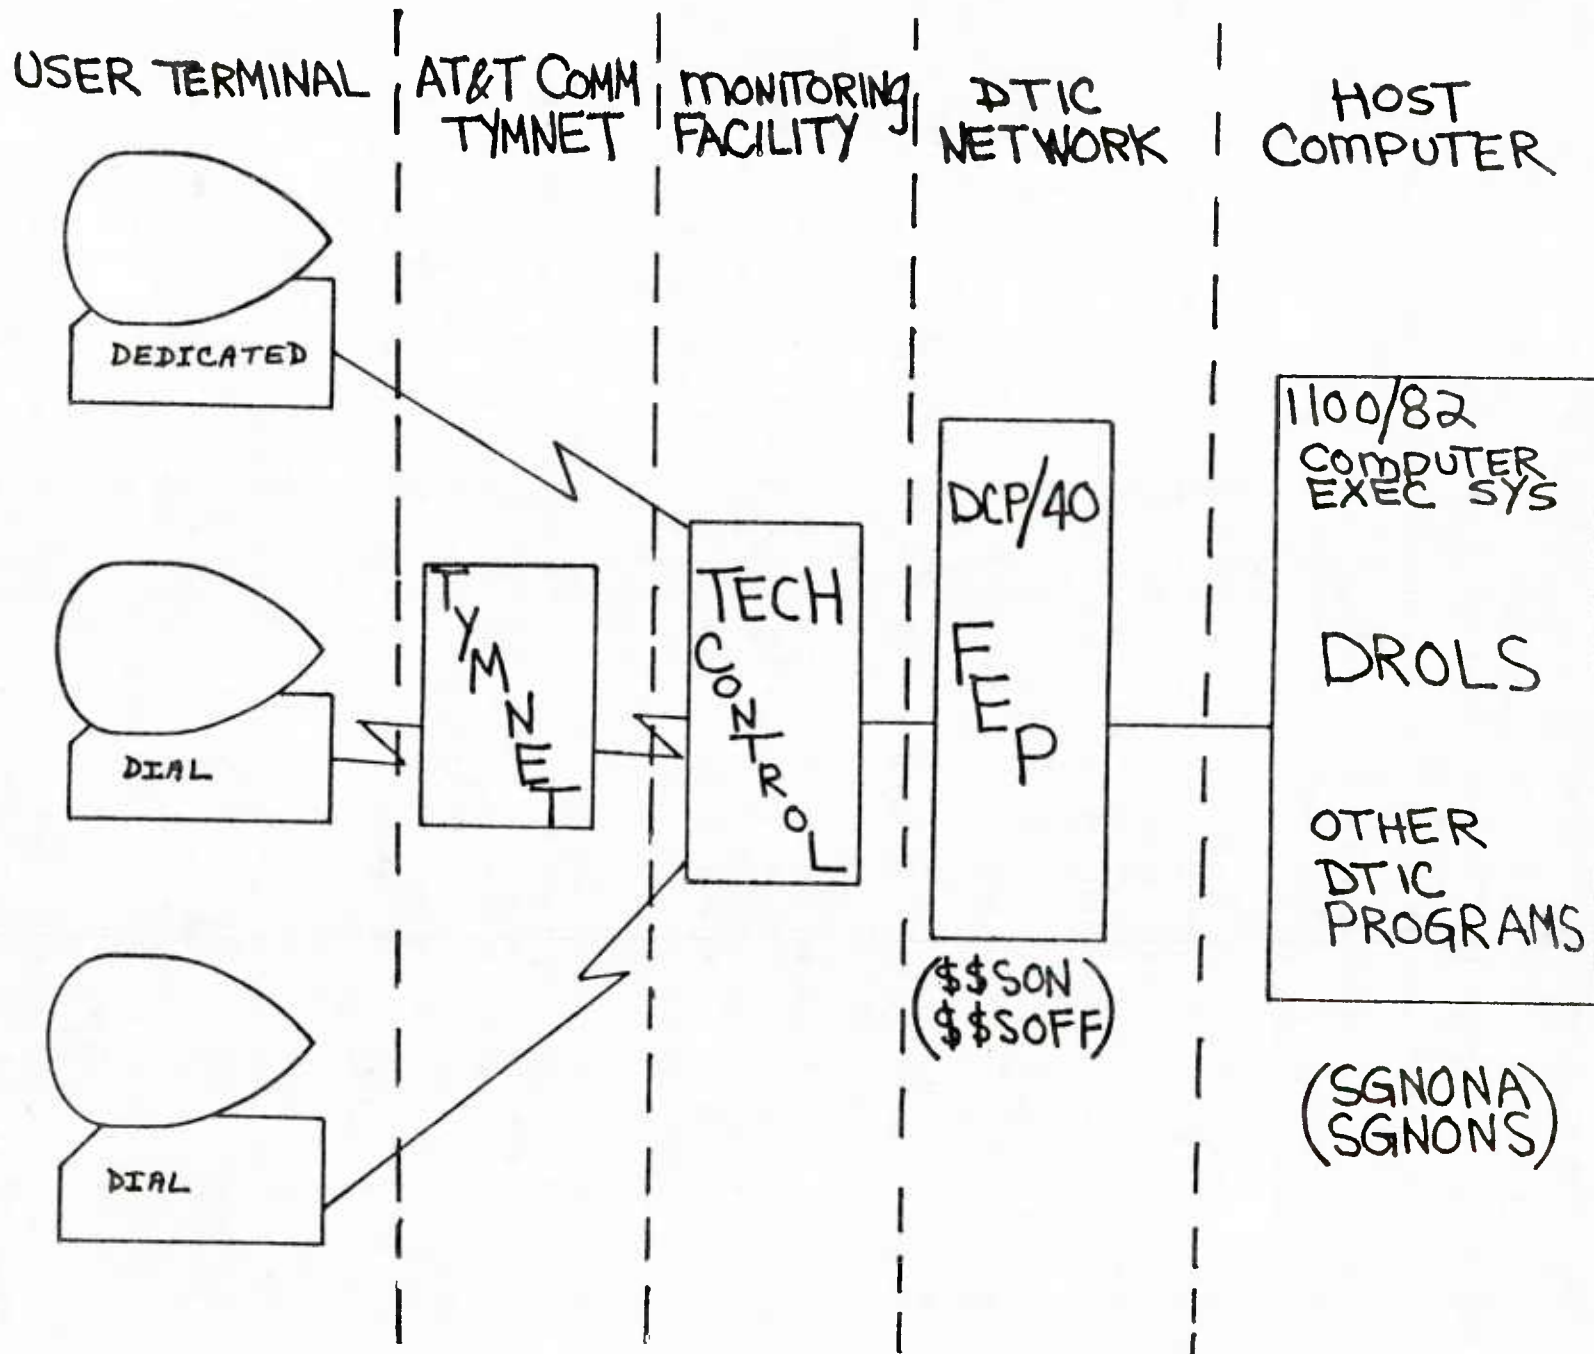 USER TERMINAL
AT&T COMM
TYMNET
MONITORING
FACILITY
DTIC
NETWORK
HOST
COMPUTER
DEDICATED
DIAL
DIAL
TYMNET
TECH
CONTROL
DCP/40
FEP
($$SON
$$SOFF)
1100/82
COMPUTER
EXEC SYS
DROLS
OTHER
DTIC
PROGRAMS
(SGNONA
SGNONS)